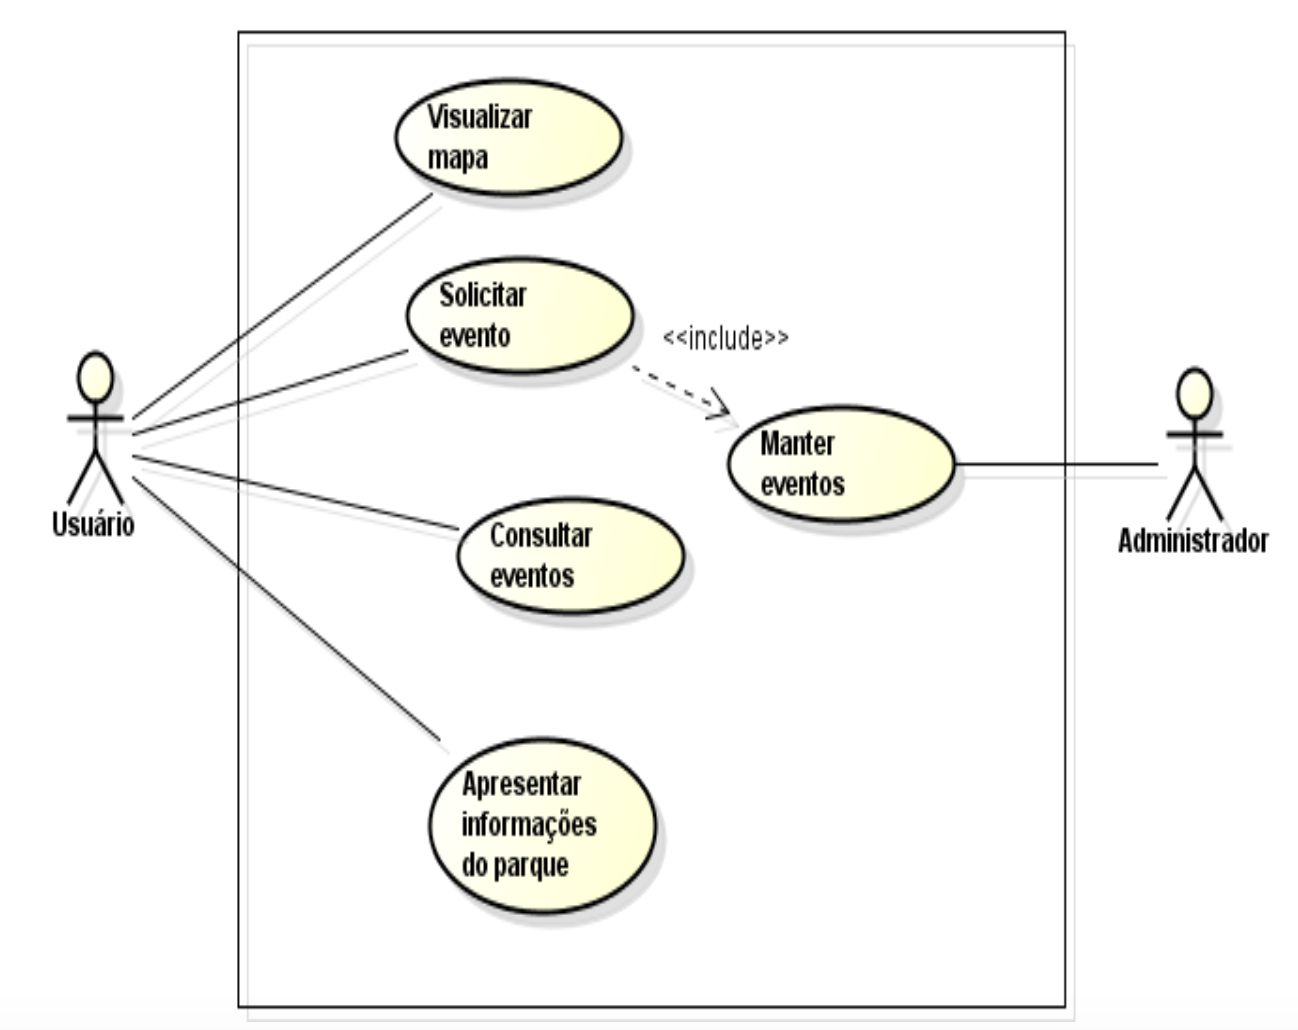 Visualizar
mapa
Solicitar
evento
<<include>>
Manter
eventos
Usuário
Administrador
Consultar
eventos
Apresentar
informações
do parque